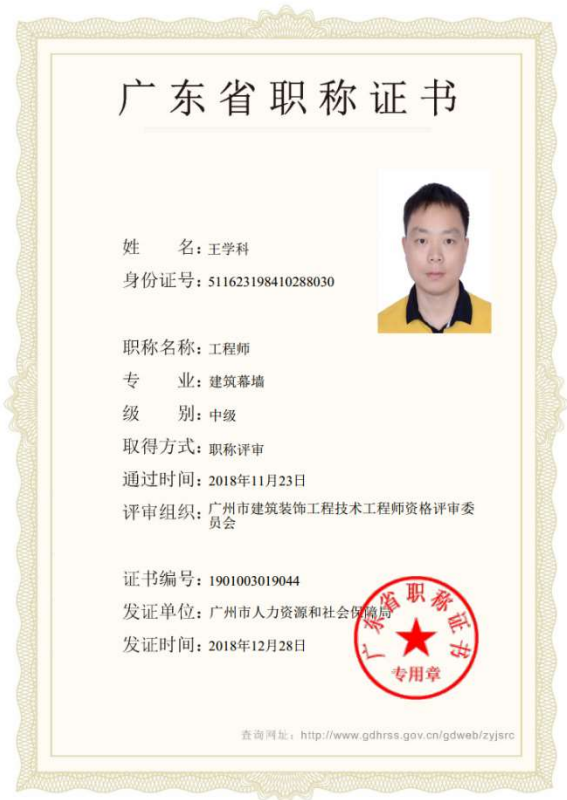 广东省职称证书
姓 名：王学科
身份证号：511623198410288030
职称名称：工程师
专 业：建筑幕墙
级 别：中级
取得方式：职称评审
通过时间：2018年11月23日
评审组织：广州市建筑装饰工程技术工程师资格评审委
员会
证书编号：1901003019044
发证单位：广州市人力资源和社会保障局
发证时间：2018年12月28日
广东省职称证书
专用章
查询网址：http://www.gdhrss.gov.cn/gdweb/zyjsrc